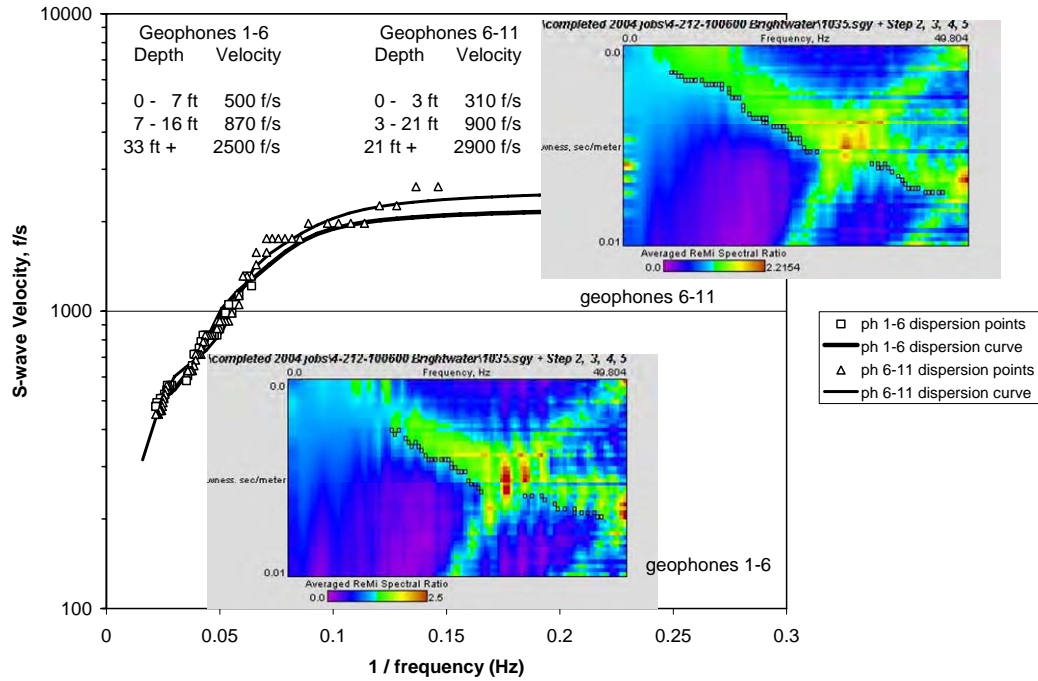 10000
1000
100
S-wave Velocity, f/s
Geophones 1-6
Depth Velocity
0 - 7 ft 500 f/s
7 - 16 ft 870 f/s
33 ft + 2500 f/s
Geophones 6-11
Depth Velocity
0 - 3 ft 310 f/s
3 - 21 ft 900 f/s
21 ft + 2900 f/s
\completed 2004 jobs\4-212-100600 Brightwater\1035.sgy + Step 2, 3, 4, 5
Frequency, Hz
49.804
0.0
wness, sec/meter
0.01
Averaged ReMi Spectral Ratio
0.0 2.2154
geophones 6-11
\completed 2004 jobs\4-212-100600 Brightwater\1035.sgy + Step 2, 3, 4, 5
Frequency, Hz
49.804
0.0
wness, sec/meter
0.01
Averaged ReMi Spectral Ratio
0.0 2.5
geophones 1-6
ph 1-6 dispersion points
ph 1-6 dispersion curve
ph 6-11 dispersion points
ph 6-11 dispersion curve
0 0.05 0.1 0.15 0.2 0.25 0.3
1 / frequency (Hz)